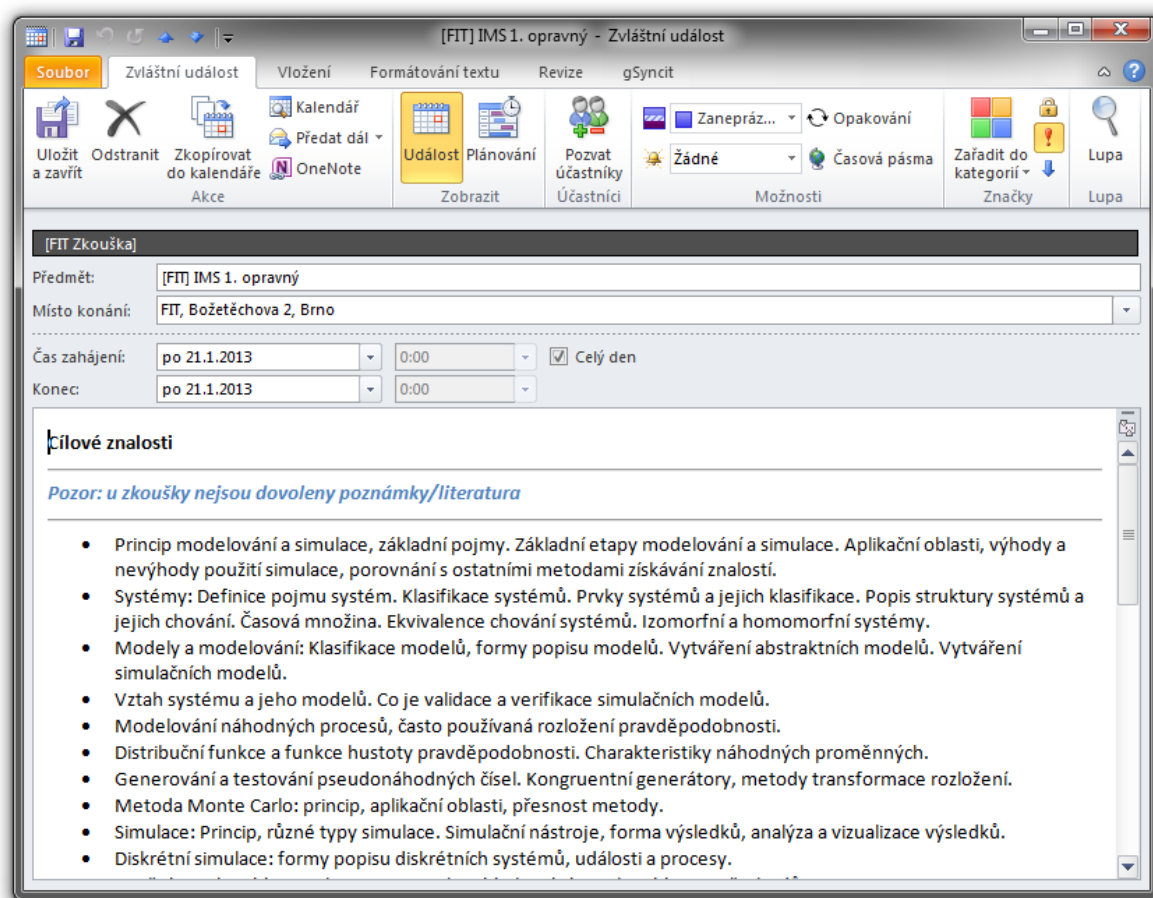 [FIT] IMS 1. opravný - Zvláštní událost
Soubor Zvláštní událost Vložení Formátování textu Revize gSyncit
Uložit a zavřít
Odstranit
Zkopírovat do kalendáře
Kalendář
Předat dál
OneNote
Akce
Událost
Plánování
Zobrazit
Pozvat účastníky
Účastníci
Zanepráz...
Opakování
Žádné
Časová pásma
Možnosti
Zařadit do kategorií
Značky
Lupa
Lupa
[FIT Zkouška]
Předmět: [FIT] IMS 1. opravný
Místo konání: FIT, Božetěchova 2, Brno
Čas zahájení: po 21.1.2013 0:00 Celý den
Konec: po 21.1.2013 0:00
Cílové znalosti
Pozor: u zkoušky nejsou dovoleny poznámky/literatura
• Princip modelování a simulace, základní pojmy. Základní etapy modelování a simulace. Aplikační oblasti, výhody a
nevýhody použití simulace, porovnání s ostatními metodami získávání znalostí.
• Systémy: Definice pojmu systém. Klasifikace systémů. Prvky systémů a jejich klasifikace. Popis struktury systémů a
jejich chování. Časová množina. Ekvivalence chování systémů. Izomorfní a homomorfní systémy.
• Modely a modelování: Klasifikace modelů, formy popisu modelů. Vytváření abstraktních modelů. Vytváření
simulačních modelů.
• Vztah systému a jeho modelů. Co je validace a verifikace simulačních modelů.
• Modelování náhodných procesů, často používaná rozložení pravděpodobnosti.
• Distribuční funkce a funkce hustoty pravděpodobnosti. Charakteristiky náhodných proměnných.
• Generování a testování pseudonáhodných čísel. Kongruentní generátory, metody transformace rozložení.
• Metoda Monte Carlo: princip, aplikační oblasti, přesnost metody.
• Simulace: Princip, různé typy simulace. Simulační nástroje, forma výsledků, analýza a vizualizace výsledků.
• Diskrétní simulace: formy popisu diskrétních systémů, události a procesy.